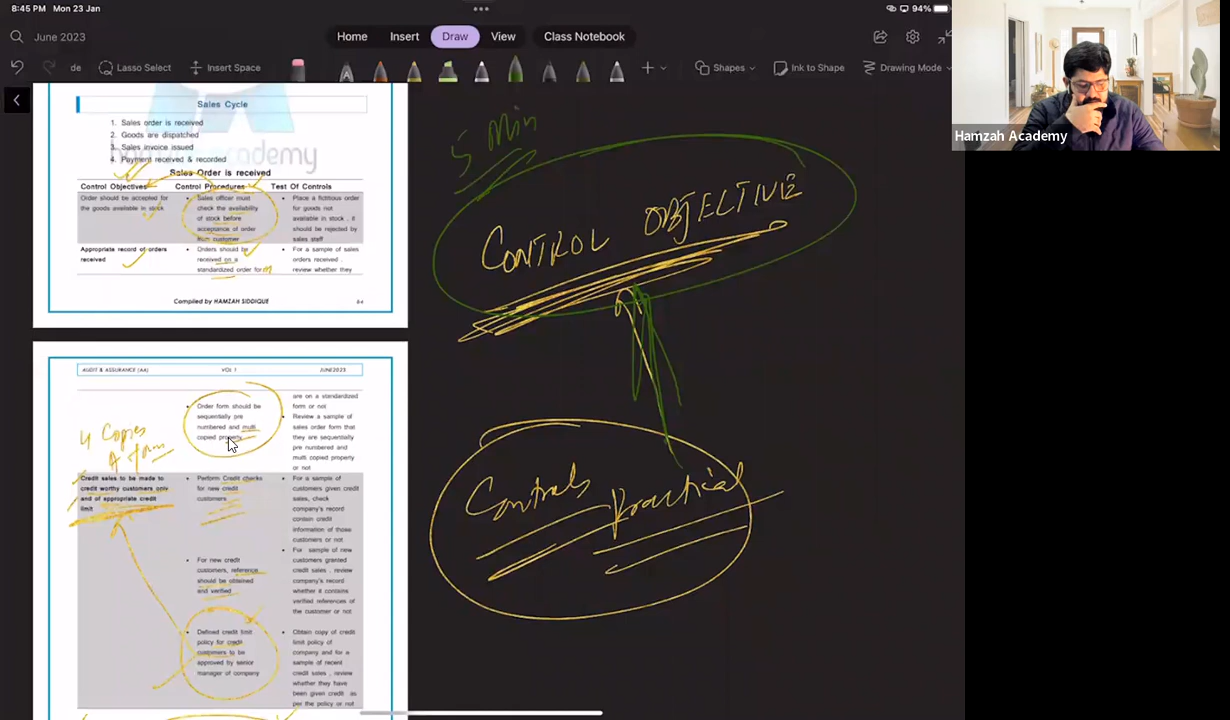 8:45 PM Mon 23 Jan
94%
June 2023
Home Insert Draw View Class Notebook
de Lasso Select Insert Space Shapes Ink to Shape Drawing Mode
Hamzah Academy
Sales Cycle
1. Sales order is received
2. Goods are dispatched
3. Sales invoice issued
4. Payment received & recorded
academy
Sales Order is received
Control Objectives Control Procedures Test Of Controls
Order should be accepted for
the goods available in stock
• Sales officer must
check the availability
of stock before
acceptance of order
from customer
• Place a fictitious order
for goods not
available in stock , it
should be rejected by
sales staff
Appropriate record of orders
received
• Orders should be
received on a
standardized order form
• For a sample of sales
orders received ,
review whether they
Compiled by HAMZAH SIDDIQUE 64
AUDIT & ASSURANCE (AA) VOL 1 JUNE2023
• Order form should be
sequentially pre
numbered and multi
copied property
are on a standardized
form or not
• Review a sample of
sales order form that
they are sequentially
pre numbered and
multi copied property
or not
4 Copies
Credit sales to be made to
credit worthy customers only
and of appropriate credit
limit
• Perform Credit checks
for new credit
customers
• For a sample of
customers given credit
sales, check
company's record
contain credit
information of those
customers or not
• For new credit
customers, reference
should be obtained
and verified
• For sample of new
customers granted
credit sales , review
company's record
whether it contains
verified references of
the customer or not
• Defined credit limit
policy for credit
customers to be
approved by senior
manager of company
• Obtain copy of credit
limit policy of
company and for a
sample of recent
credit sales , review
whether they have
been given credit as
per the policy or not
5 Min
CONTROL OBJECTIVE
Controls Practical